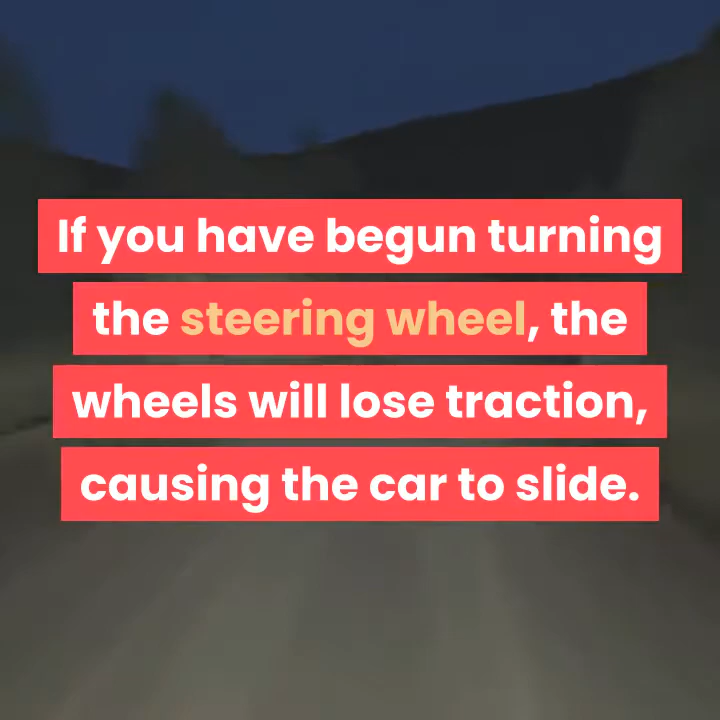 If you have begun turning
the steering wheel, the
wheels will lose traction,
causing the car to slide.